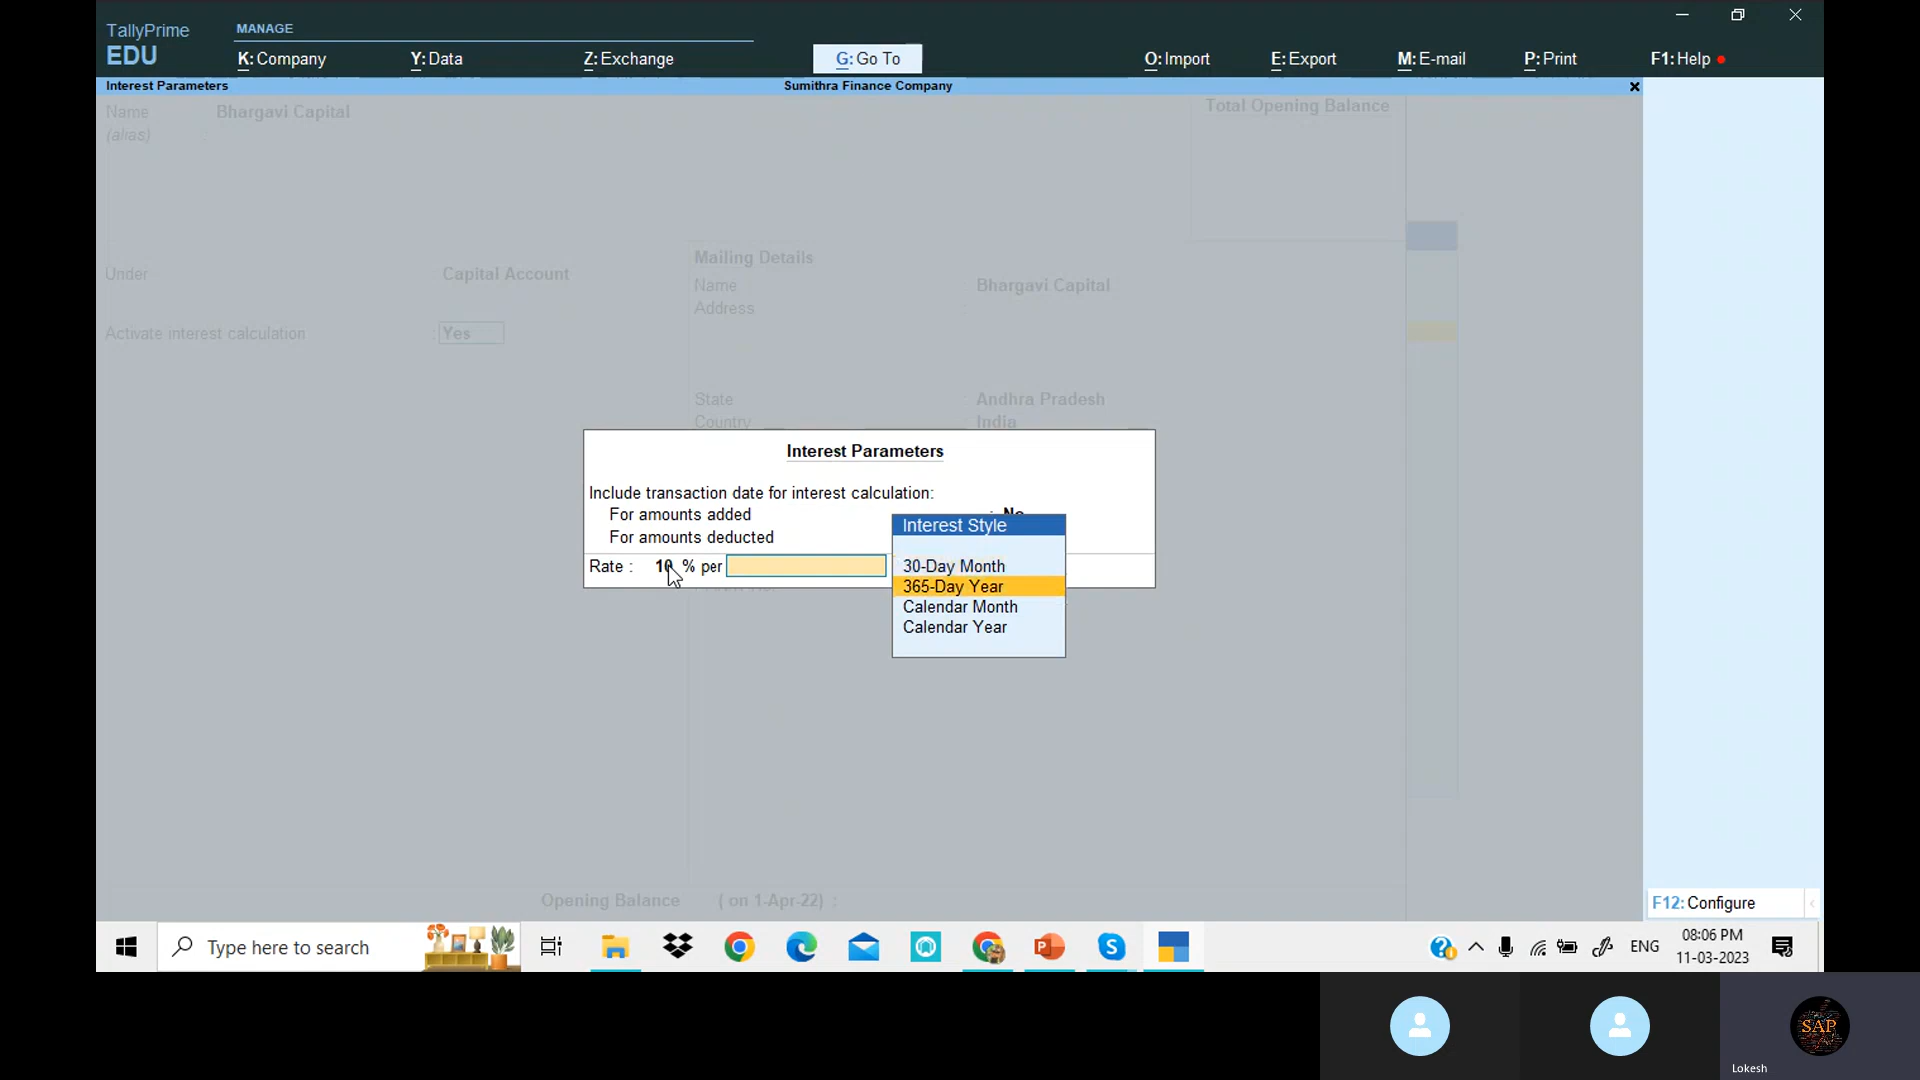 TallyPrime
EDU
MANAGE
K: Company
Y: Data
Z: Exchange
G: Go To
O: Import
E: Export
M: E-mail
P: Print
F1: Help
Interest Parameters
Sumithra Finance Company
Name Bhargavi Capital
(alias) :
Total Opening Balance
Under Capital Account
Activate interest calculation : Yes
Mailing Details
Name Bhargavi Capital
Address
State Andhra Pradesh
Country India
Interest Parameters
Include transaction date for interest calculation:
For amounts added : No
For amounts deducted
Rate : 10 % per
Interest Style
30-Day Month
365-Day Year
Calendar Month
Calendar Year
Opening Balance ( on 1-Apr-22) :
F12: Configure
Type here to search
ENG
08:06 PM
11-03-2023
SAP
Lokesh